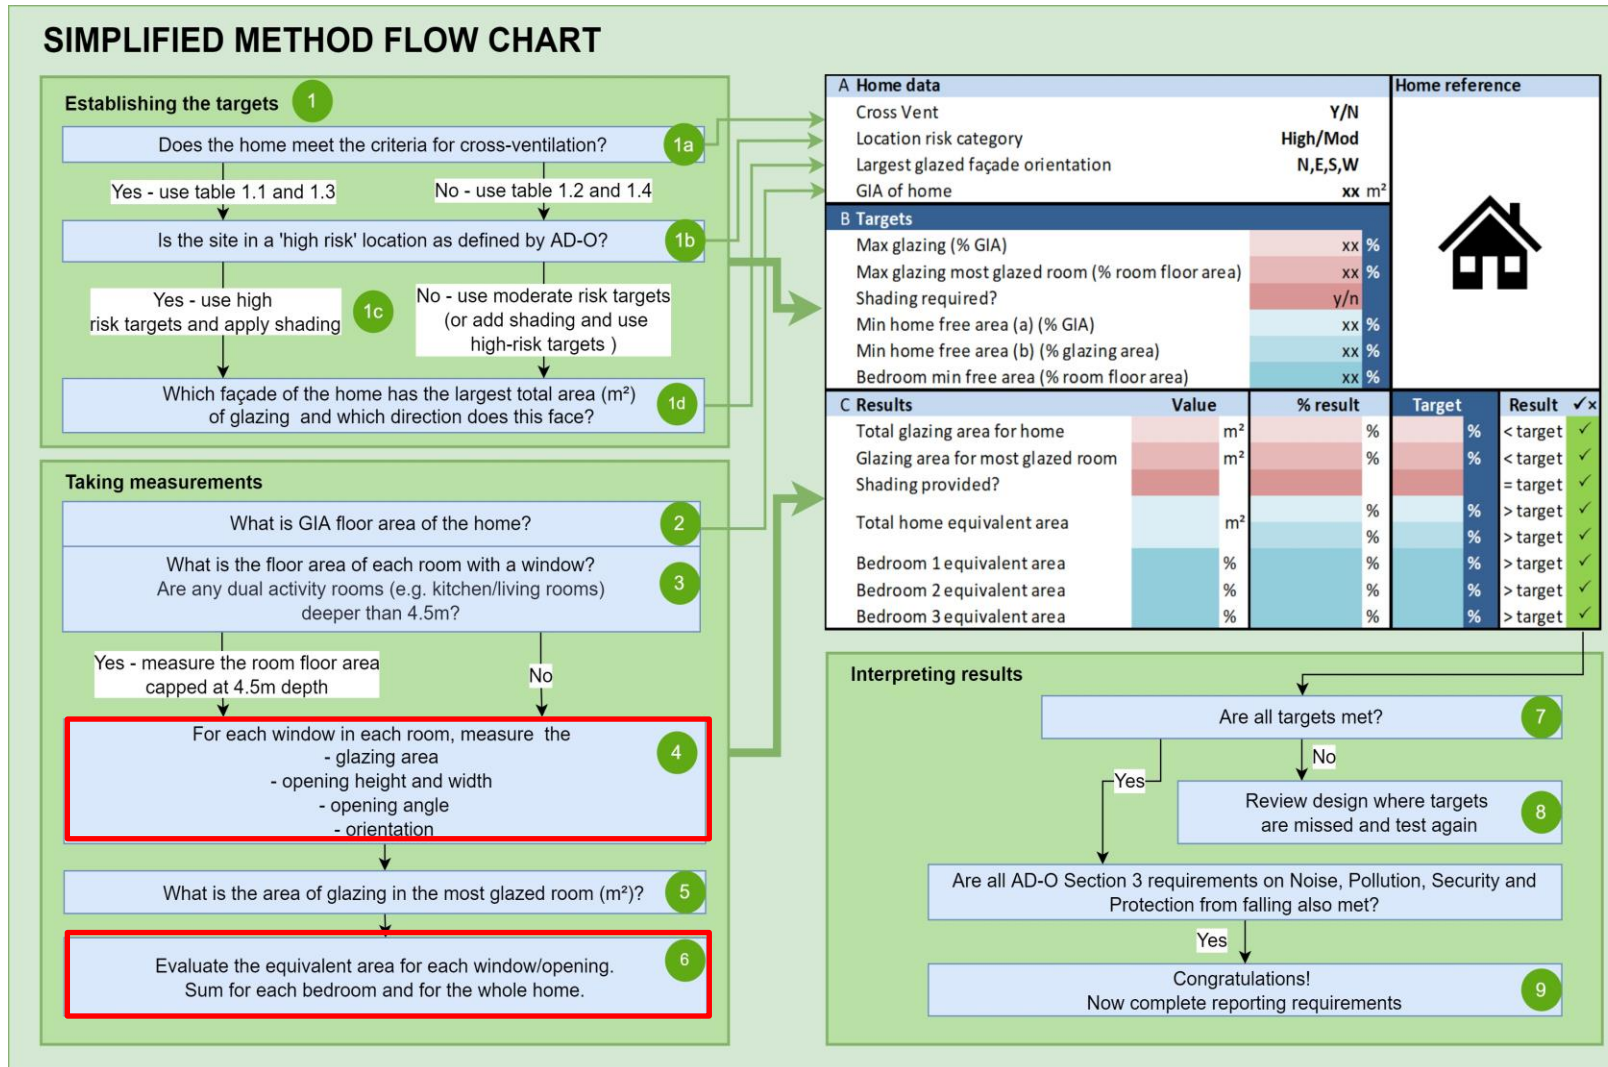 SIMPLIFIED METHOD FLOW CHART
Establishing the targets 1
Does the home meet the criteria for cross-ventilation? 1a
Yes - use table 1.1 and 1.3
No - use table 1.2 and 1.4
Is the site in a 'high risk' location as defined by AD-O? 1b
Yes - use high
risk targets and apply shading
1c
No - use moderate risk targets
(or add shading and use
high-risk targets )
Which façade of the home has the largest total area (m²)
of glazing and which direction does this face?
1d
Taking measurements
What is GIA floor area of the home? 2
What is the floor area of each room with a window?
Are any dual activity rooms (e.g. kitchen/living rooms)
deeper than 4.5m?
3
Yes - measure the room floor area
capped at 4.5m depth
No
For each window in each room, measure the
- glazing area
- opening height and width
- opening angle
- orientation
4
What is the area of glazing in the most glazed room (m²)? 5
Evaluate the equivalent area for each window/opening.
Sum for each bedroom and for the whole home.
6
A Home data
Home reference
Cross Vent Y/N
Location risk category High/Mod
Largest glazed façade orientation N,E,S,W
GIA of home xx m²
B Targets
Max glazing (% GIA) xx %
Max glazing most glazed room (% room floor area) xx %
Shading required? y/n
Min home free area (a) (% GIA) xx %
Min home free area (b) (% glazing area) xx %
Bedroom min free area (% room floor area) xx %
C Results Value % result Target Result ✓×
Total glazing area for home m² % % < target ✓
Glazing area for most glazed room m² % % < target ✓
Shading provided? = target ✓
Total home equivalent area m² % % > target ✓
% > target ✓
Bedroom 1 equivalent area % % % > target ✓
Bedroom 2 equivalent area % % % > target ✓
Bedroom 3 equivalent area % % % > target ✓
Interpreting results
Are all targets met? 7
Yes
No
Review design where targets
are missed and test again
8
Are all AD-O Section 3 requirements on Noise, Pollution, Security and
Protection from falling also met?
Yes
Congratulations!
Now complete reporting requirements
9